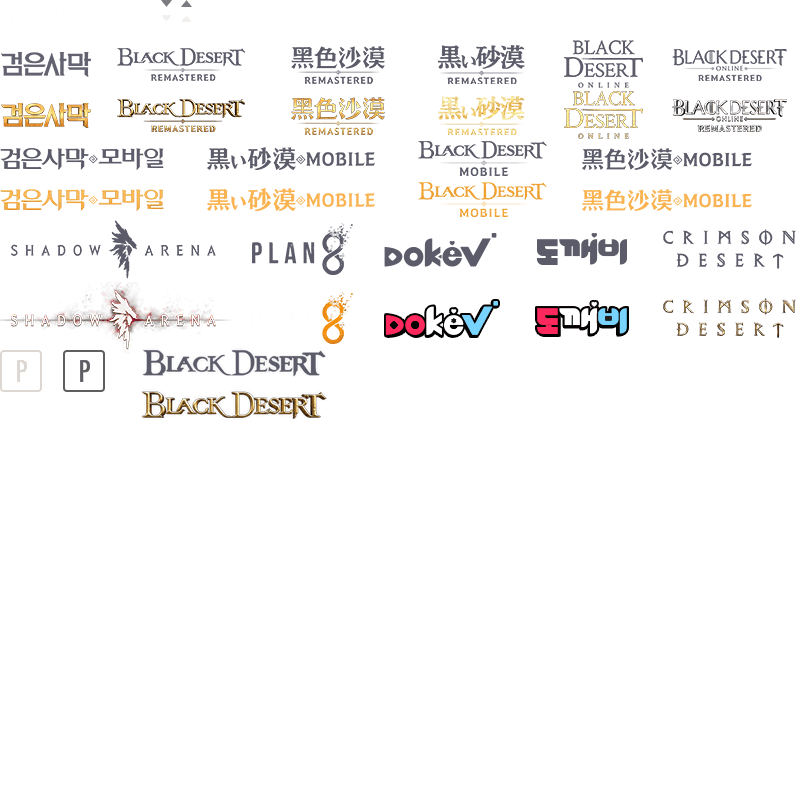 검은사막 BLACK DESERT REMASTERED 黑色沙漠 REMASTERED 黒い砂漠 REMASTERED BLACK DESERT ONLINE BLACK DESERT ONLINE REMASTERED
검은사막 BLACK DESERT REMASTERED 黑色沙漠 REMASTERED 黒い砂漠 REMASTERED BLACK DESERT ONLINE BLACK DESERT ONLINE REMASTERED
검은사막 모바일 黒い砂漠 MOBILE BLACK DESERT MOBILE 黑色沙漠 MOBILE
검은사막 모바일 黒い砂漠 MOBILE BLACK DESERT MOBILE 黑色沙漠 MOBILE
SHADOW ARENA PLAN 8 DokeV 도깨비 CRIMSON DESERT
SHADOW ARENA 8 DokeV 도깨비 CRIMSON DESERT
P P BLACK DESERT
BLACK DESERT